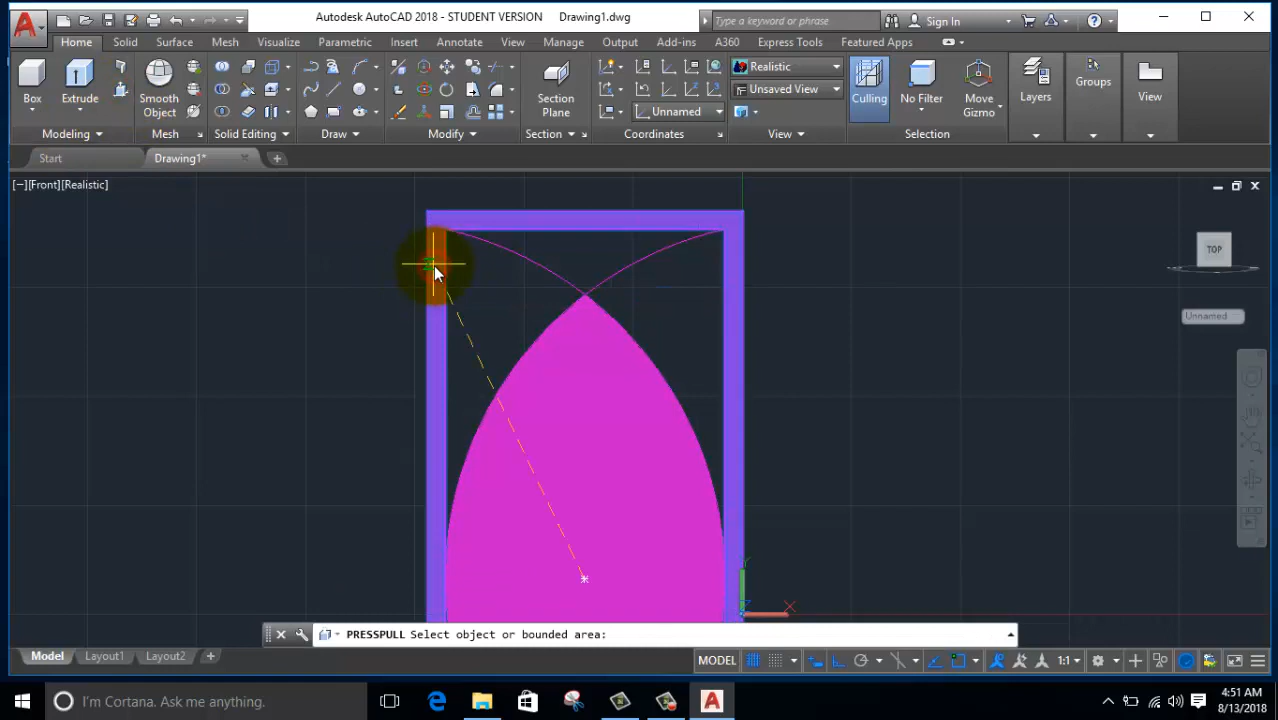 Autodesk AutoCAD 2018 - STUDENT VERSION Drawing1.dwg Type a keyword or phrase Sign In
Home Solid Surface Mesh Visualize Parametric Insert Annotate View Manage Output Add-ins A360 Express Tools Featured Apps
Realistic
Unsaved View
Unnamed
Box Extrude Smooth Object Section Plane Culling No Filter Move Gizmo Layers Groups View
Modeling Mesh Solid Editing Draw Modify Section Coordinates View Selection
Start Drawing1*
[−][Front][Realistic]
TOP
Unnamed
Y
Z X
PRESSPULL Select object or bounded area:
Model Layout1 Layout2 MODEL 1:1
I'm Cortana. Ask me anything. 4:51 AM
8/13/2018